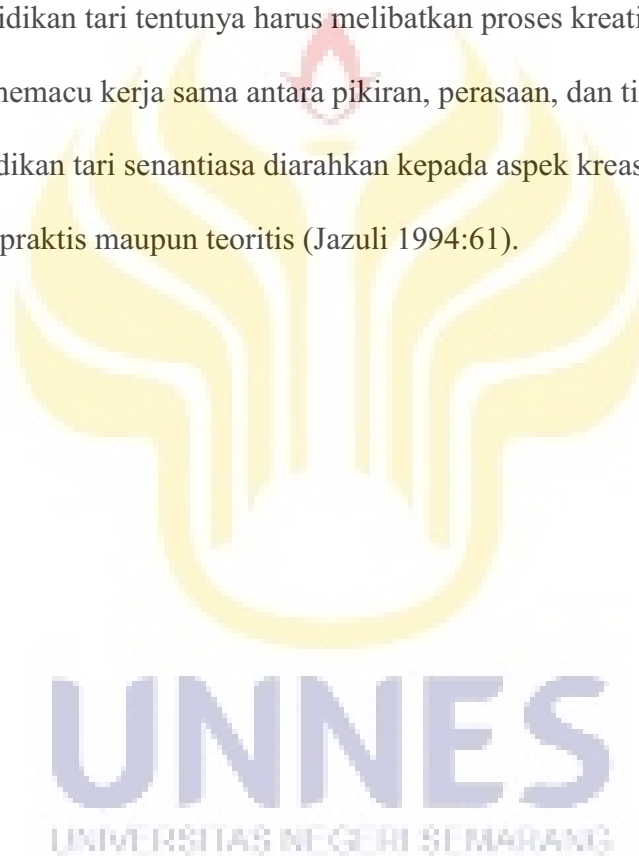 idikan tari tentunya harus melibatkan proses kreati
nemacu kerja sama antara pikiran, perasaan, dan ti
dikan tari senantiasa diarahkan kepada aspek kreas
praktis maupun teoritis (Jazuli 1994:61).
UNNES
UNIVERSITAS NEGERI SEMARANG